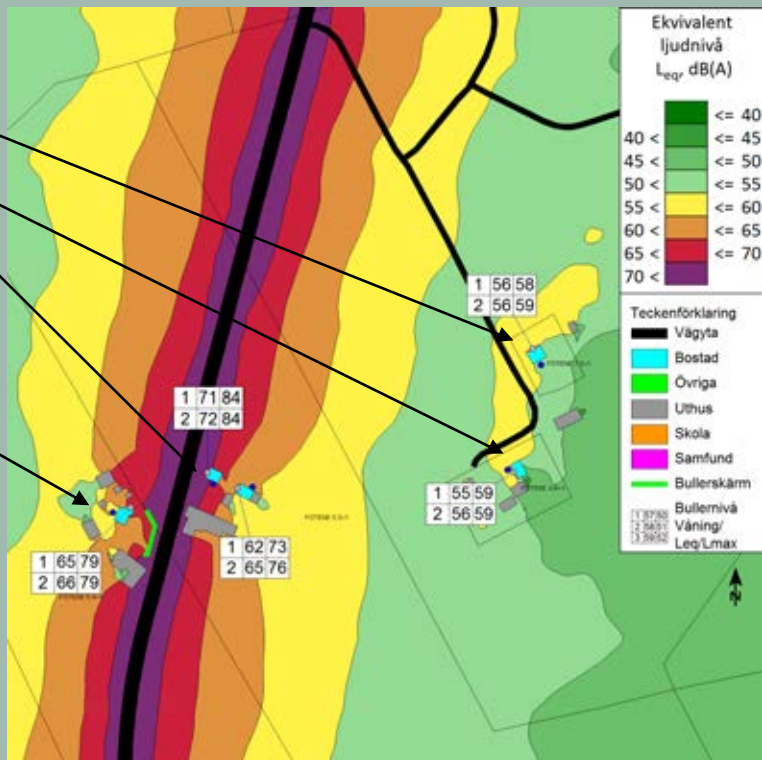 Ekvivalent
ljudnivå
Leq, dB(A)
<= 40
40 < <= 45
45 < <= 50
50 < <= 55
55 < <= 60
60 < <= 65
65 < <= 70
70 <
Teckenförklaring
Vägyta
Bostad
Övriga
Uthus
Skola
Samfund
Bullerskärm
Bullernivå
Våning/
Leq/Lmax
1 56 58
2 56 59
1 71 84
2 72 84
1 55 59
2 56 59
1 62 73
2 65 76
1 65 79
2 66 79
N